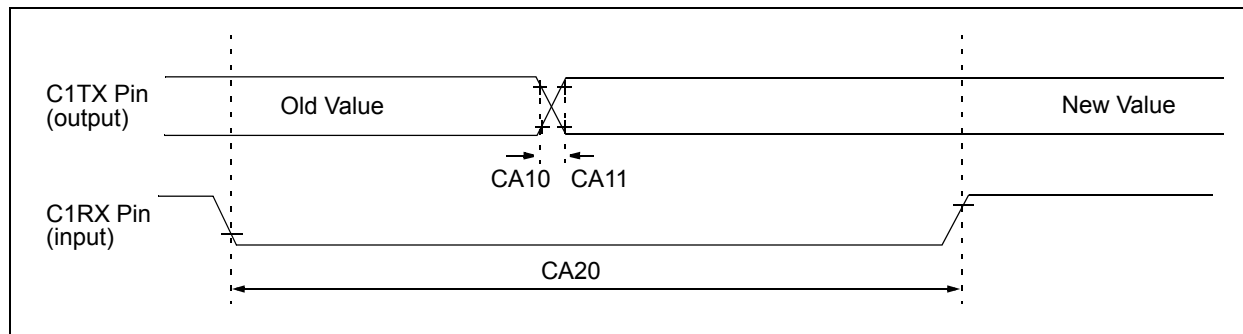 C1TX Pin
(output)
Old Value
New Value
CA10 CA11
C1RX Pin
(input)
CA20